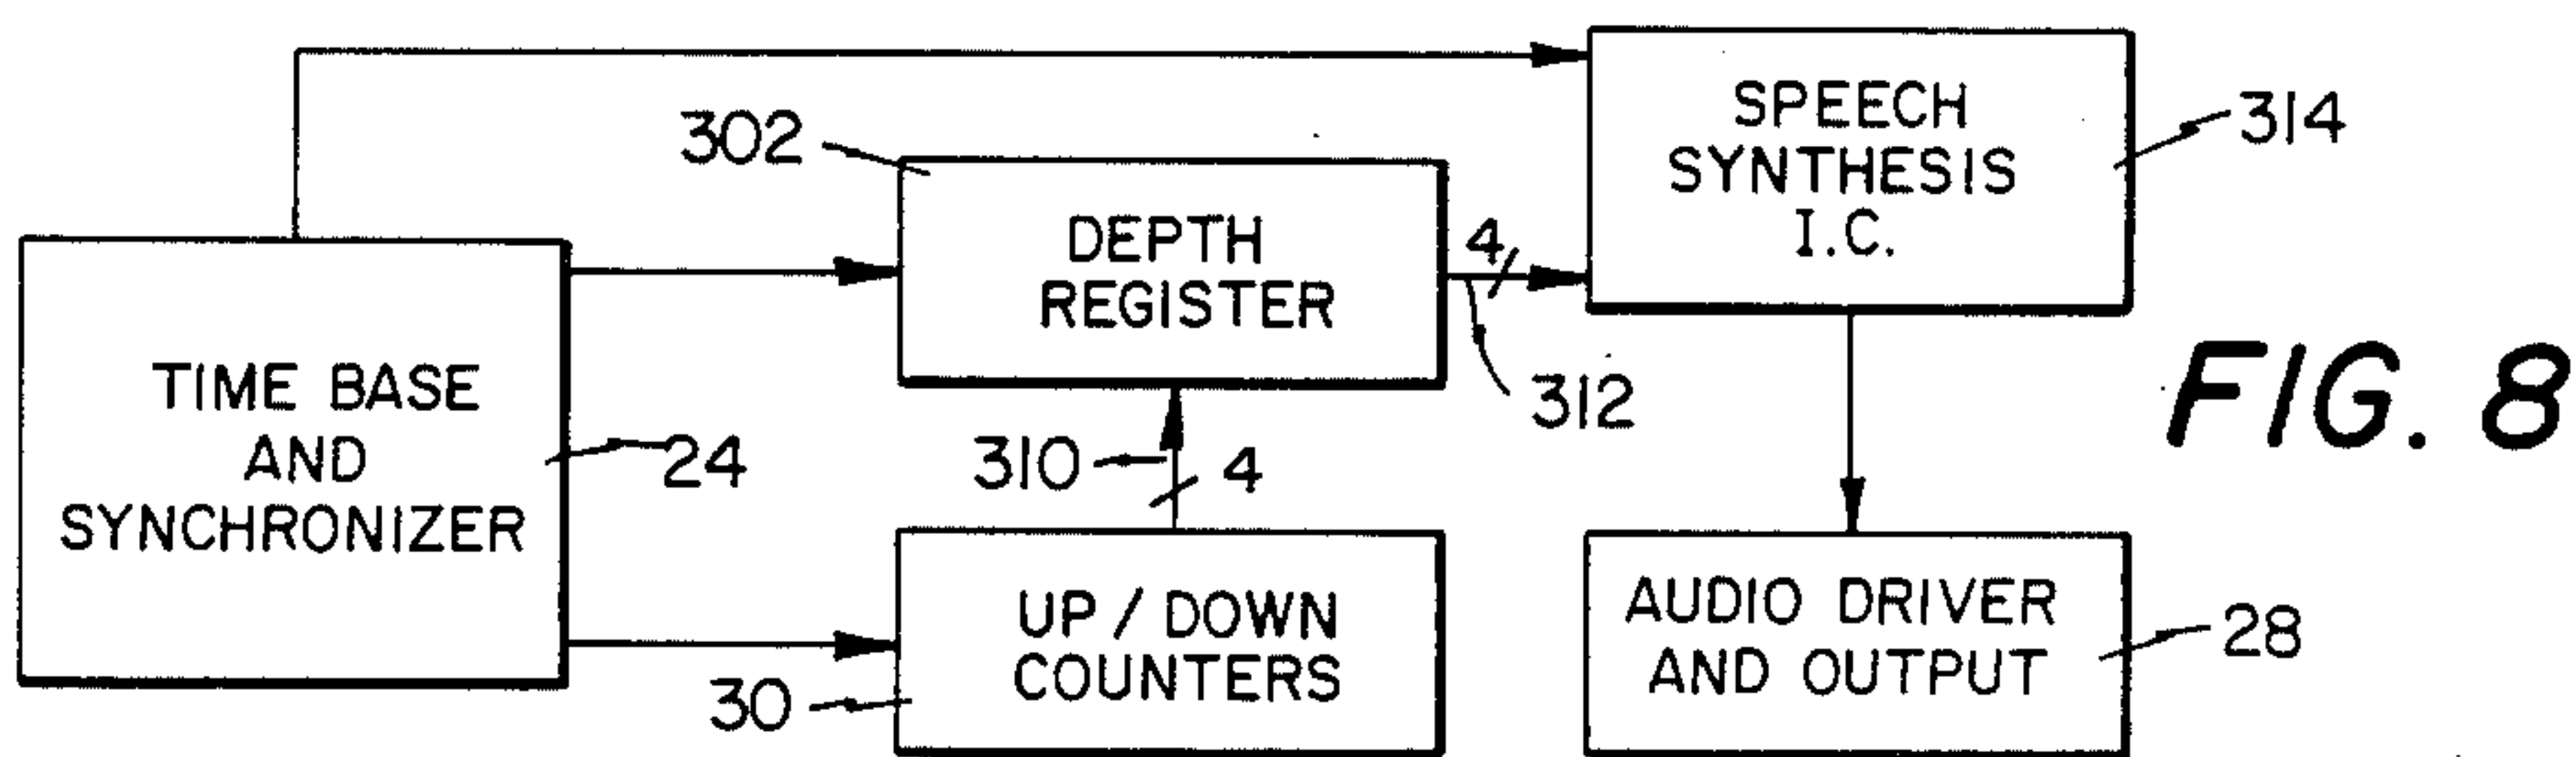 SPEECH
SYNTHESIS
I.C.
314
302
DEPTH
REGISTER
4
312
TIME BASE
AND
SYNCHRONIZER
24
310
4
UP / DOWN
COUNTERS
30
AUDIO DRIVER
AND OUTPUT
28
FIG. 8